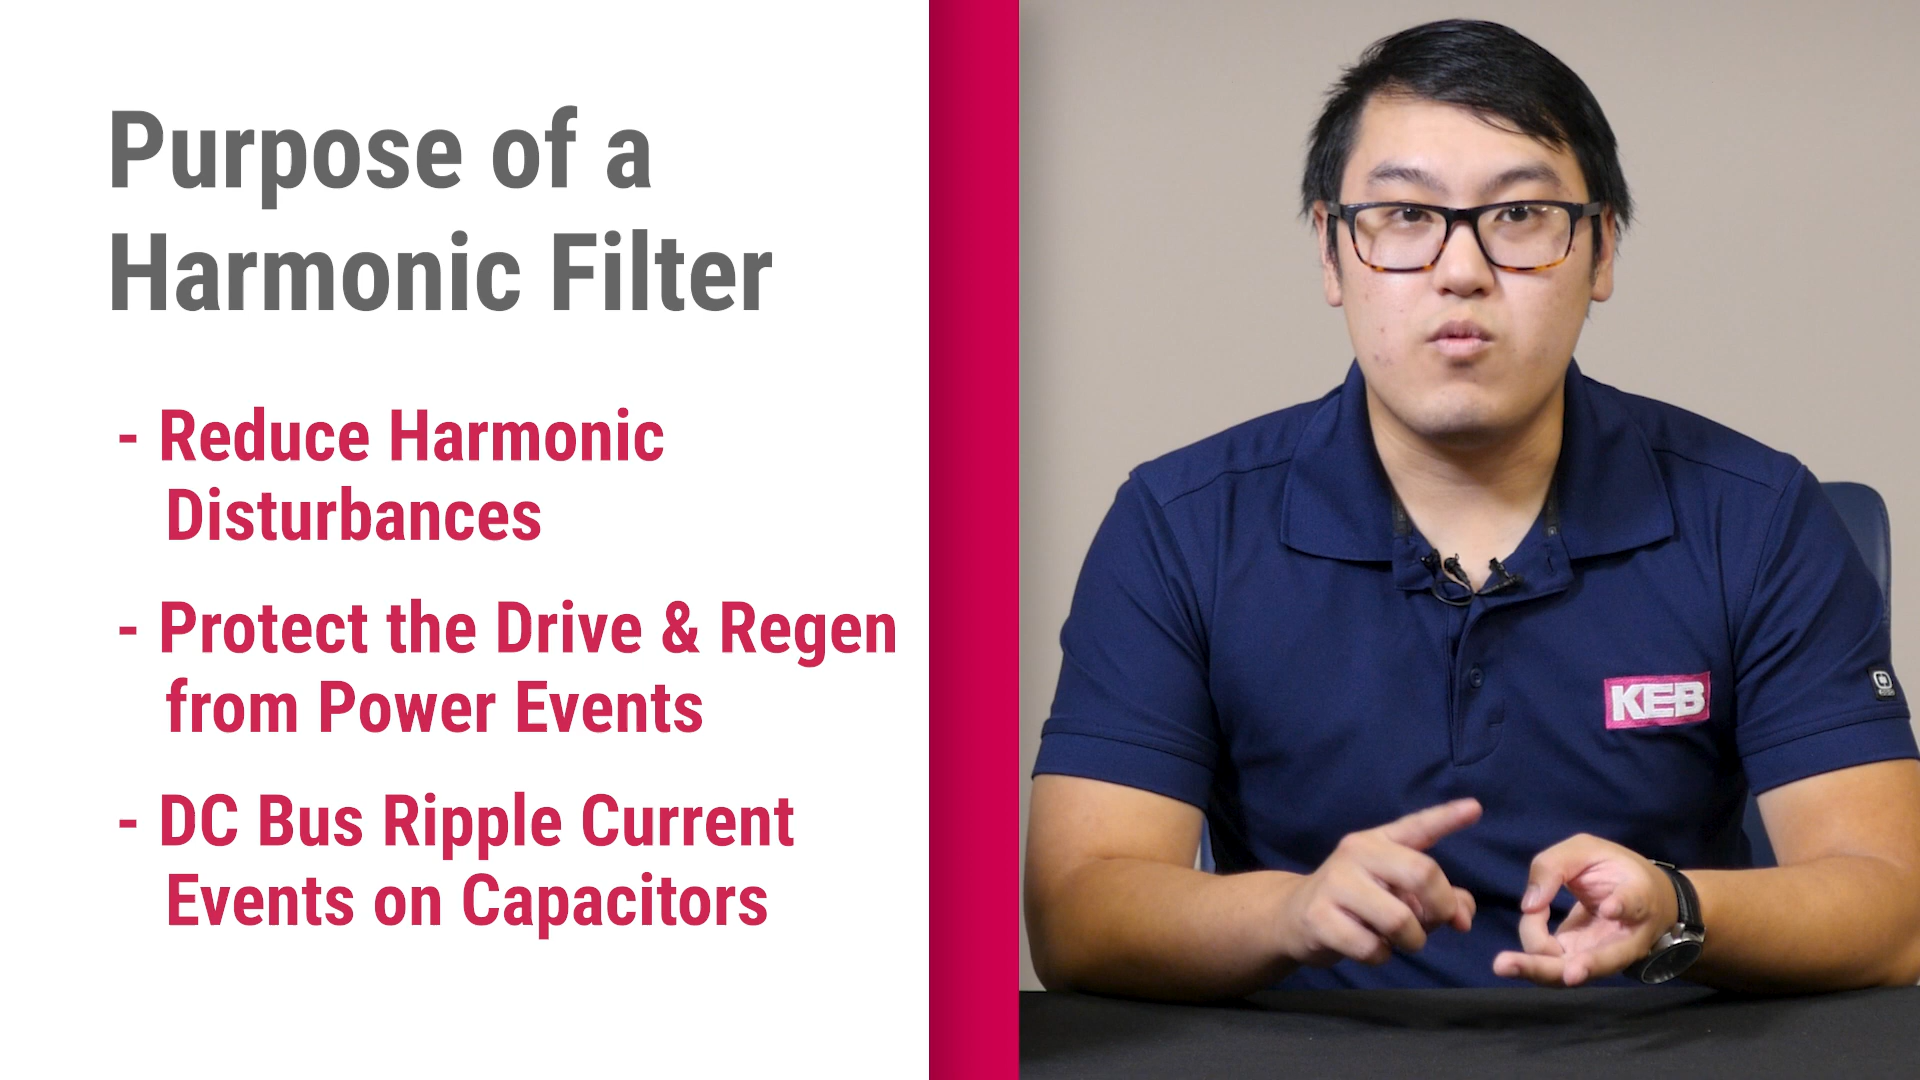 Purpose of a
Harmonic Filter
- Reduce Harmonic
Disturbances
- Protect the Drive & Regen
from Power Events
- DC Bus Ripple Current
Events on Capacitors
KEB